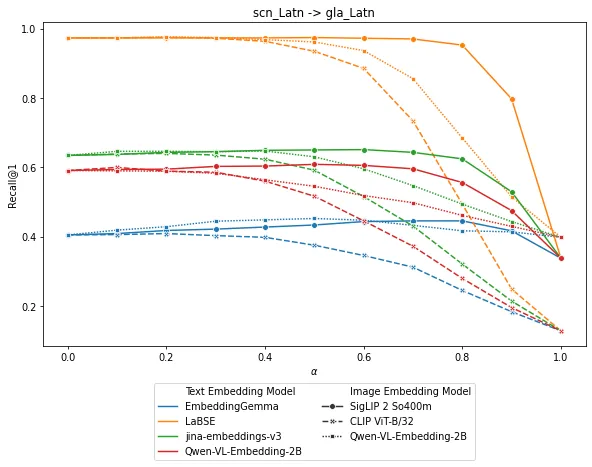 scn_Latn -> gla_Latn
Recall@1
1.0
0.8
0.6
0.4
0.2
0.0 0.2 0.4 0.6 0.8 1.0
α
Text Embedding Model Image Embedding Model
EmbeddingGemma SigLIP 2 So400m
LaBSE CLIP ViT-B/32
jina-embeddings-v3 Qwen-VL-Embedding-2B
Qwen-VL-Embedding-2B